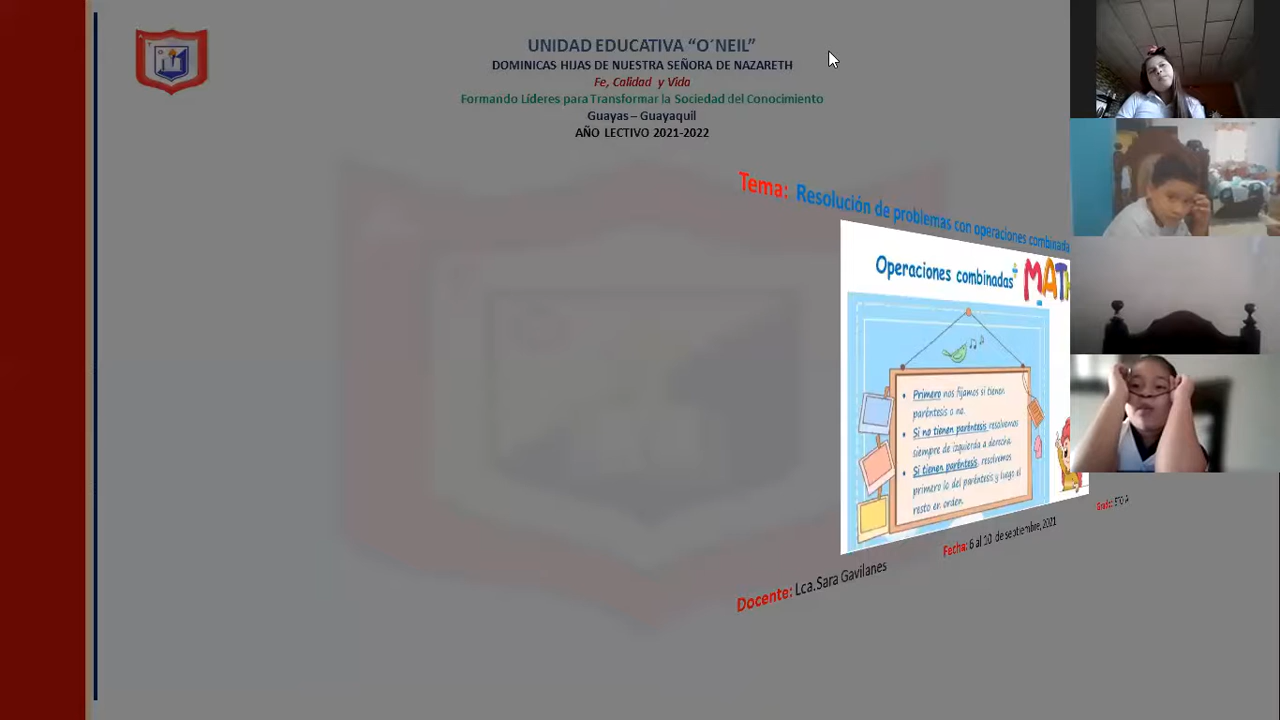 UNIDAD EDUCATIVA “O´NEIL”
DOMINICAS HIJAS DE NUESTRA SEÑORA DE NAZARETH
Fe, Calidad y Vida
Formando Líderes para Transformar la Sociedad del Conocimiento
Guayas – Guayaquil
AÑO LECTIVO 2021-2022
Tema: Resolución de problemas con operaciones combinada
Operaciones combinadas
MATH
• Primero nos fijamos si tienen
paréntesis o no.
• Si no tienen paréntesis resolvemos
siempre de izquierda a derecha.
• Si tienen paréntesis, resolvemos
primero lo del paréntesis y luego el
resto en orden.
Grado: 5TO A
Fecha: 6 al 10 de septiembre, 2021
Docente: Lca.Sara Gavilanes